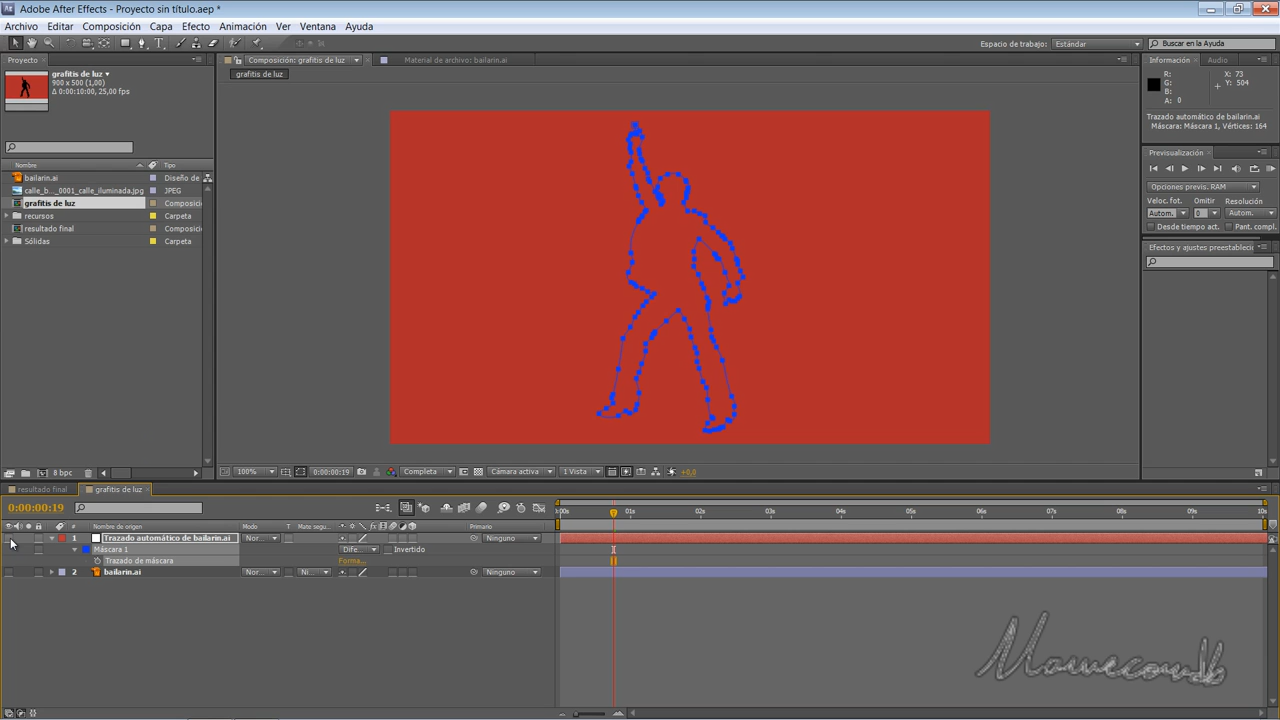 Adobe After Effects - Proyecto sin título.aep *
Archivo Editar Composición Capa Efecto Animación Ver Ventana Ayuda
Espacio de trabajo: Estándar Buscar en la Ayuda
Proyecto
Composición: grafitis de luz
Material de archivo: bailarin.ai
Información Audio
grafitis de luz
900 x 500 (1,00)
Δ 0:00:10:00, 25,00 fps
grafitis de luz
R:
G:
B:
A: 0
X: 73
Y: 504
Trazado automático de bailarin.ai
Máscara: Máscara 1, Vértices: 164
Previsualización
Opciones previs. RAM
Veloc. fot. Omitir Resolución
Autom. 0 Autom.
Desde tiempo act. Pant. compl.
Efectos y ajustes preestableci
Nombre Tipo
bailarin.ai Diseño de
calle_b..._0001_calle_iluminada.jpg JPEG
grafitis de luz Composici
recursos Carpeta
resultado final Composici
Sólidas Carpeta
8 bpc
100% 0:00:00:19 Completa Cámara activa 1 Vista +0,0
resultado final grafitis de luz
0:00:00:19
:00s 01s 02s 03s 04s 05s 06s 07s 08s 09s 10s
# Nombre de origen Modo T Mate segu... Primario
1 Trazado automático de bailarin.ai Nor... Ninguno
Máscara 1 Dife... Invertido
Trazado de máscara Forma...
2 bailarin.ai Nor... Ni... Ninguno